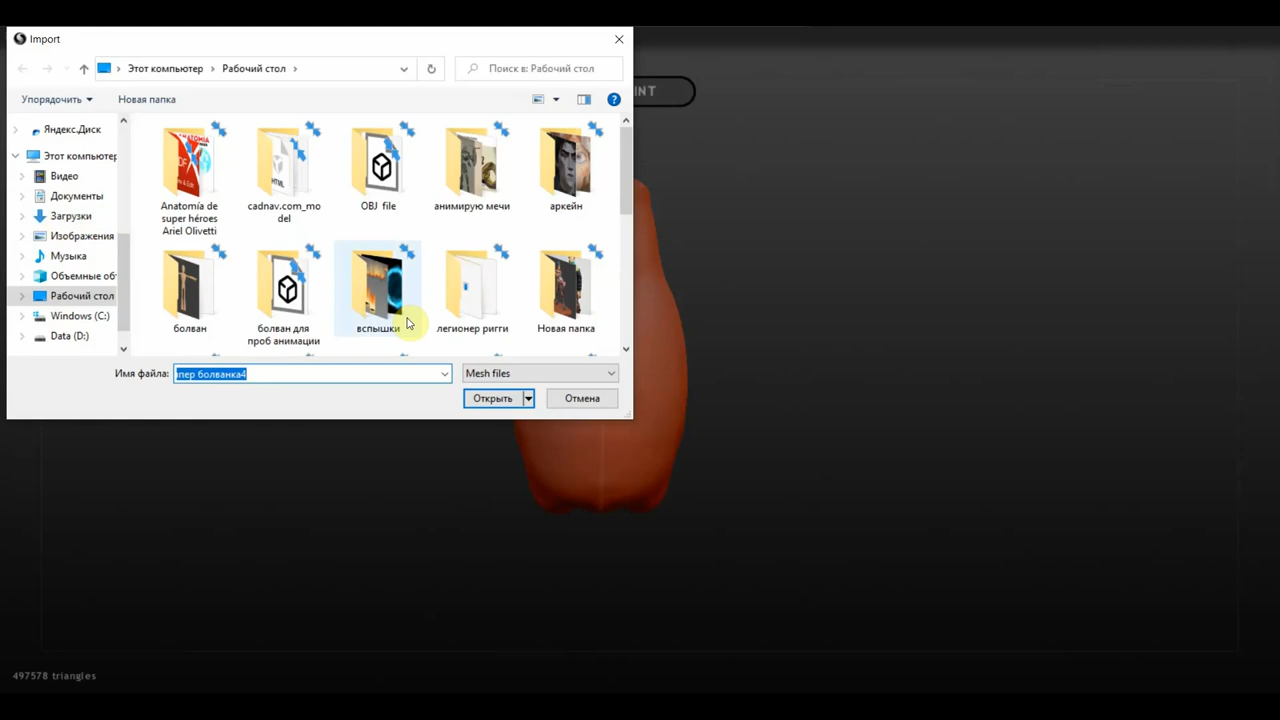 Import
Этот компьютер
Рабочий стол
Поиск в: Рабочий стол
Упорядочить
Новая папка
INT
Яндекс.Диск
Этот компьютер
Видео
Документы
Загрузки
Изображения
Музыка
Объемные об
Рабочий стол
Windows (C:)
Data (D:)
Anatomía de
super héroes
Ariel Olivetti
cadnav.com_mo
del
OBJ file
анимирую мечи
аркейн
болван
болван для
проб анимации
вспышки
легионер ригги
Новая папка
Имя файла:
пер болванка4
Mesh files
Открыть
Отмена
497578 triangles